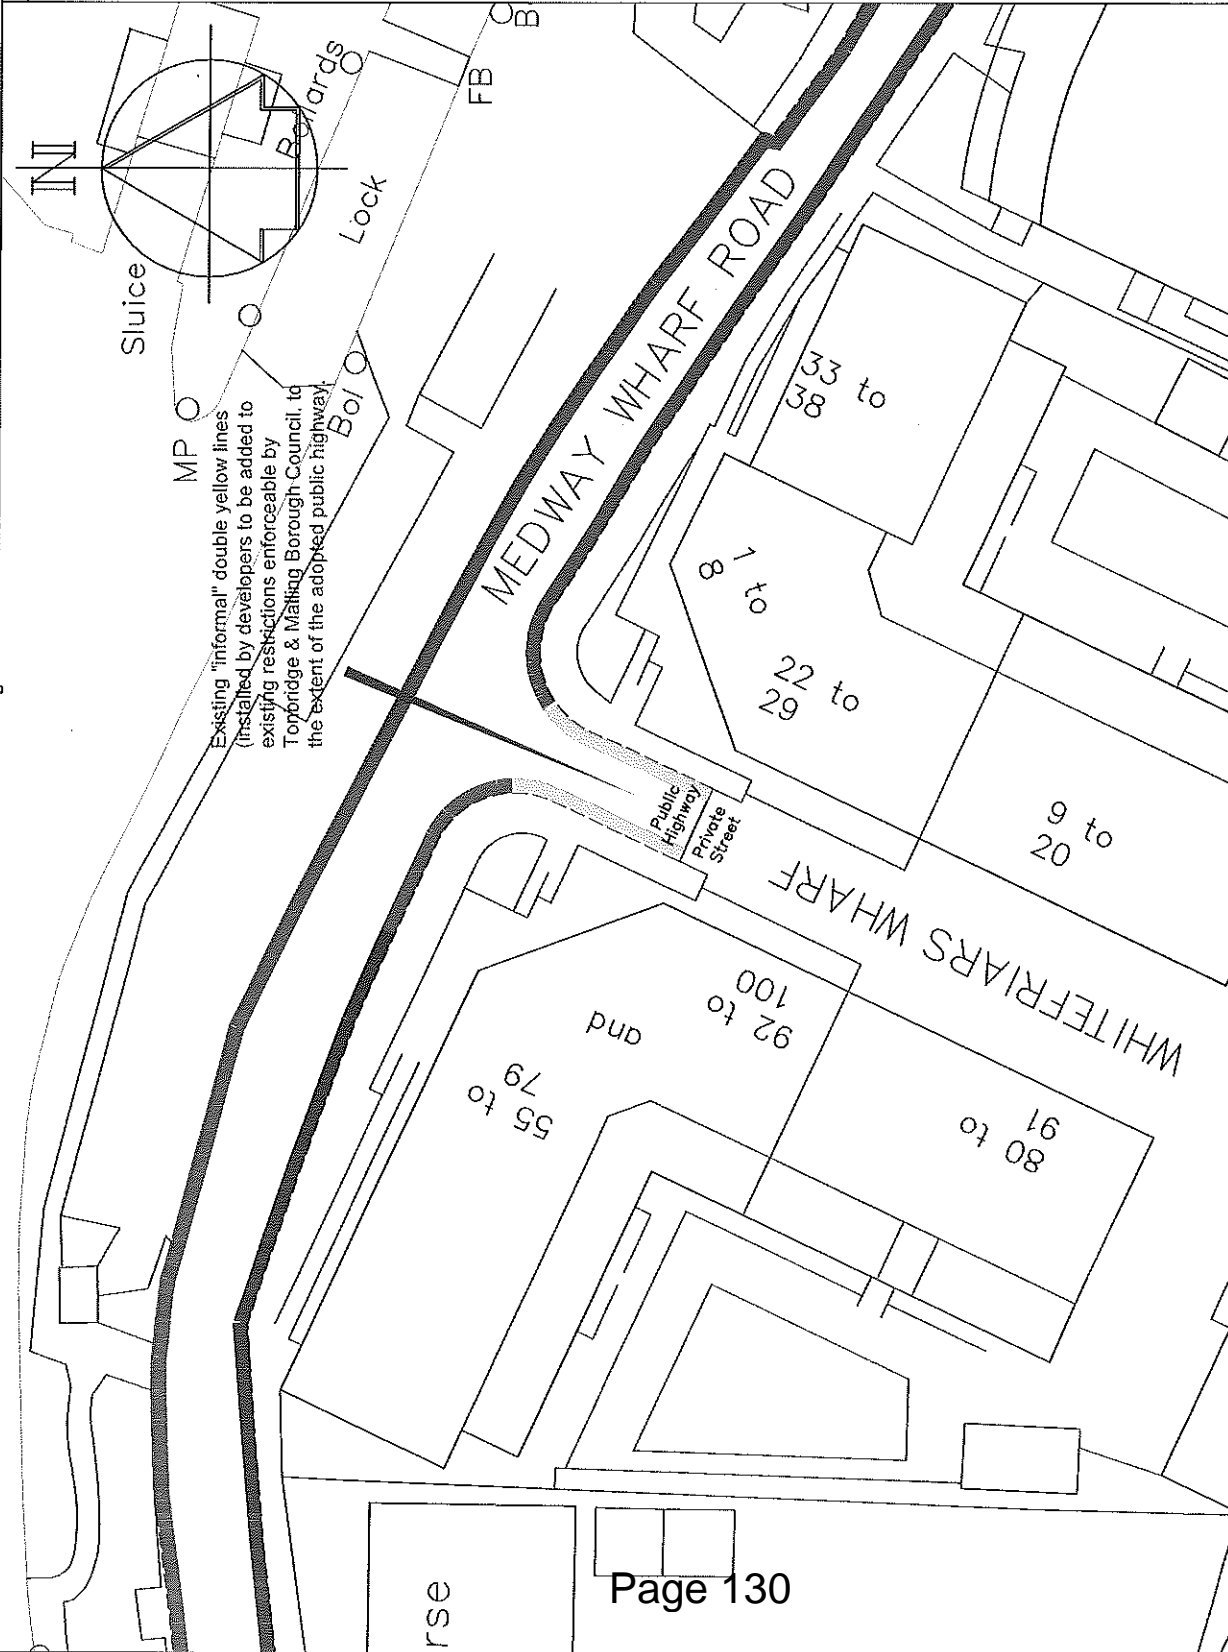 N
Sluice
MP
Bollards
Lock
FB
B
Bol
Existing "informal" double yellow lines
(installed by developers to be added to
existing restrictions enforceable by
Tonbridge & Malling Borough Council, to
the extent of the adopted public highway.
MEDWAY WHARF ROAD
33 to
38
1 to
8
22 to
29
9 to
20
Public
Highway
Private
Street
WHITEFRIARS WHARF
92 to
100
and
55 to
79
80 to
91
rse
Page 130